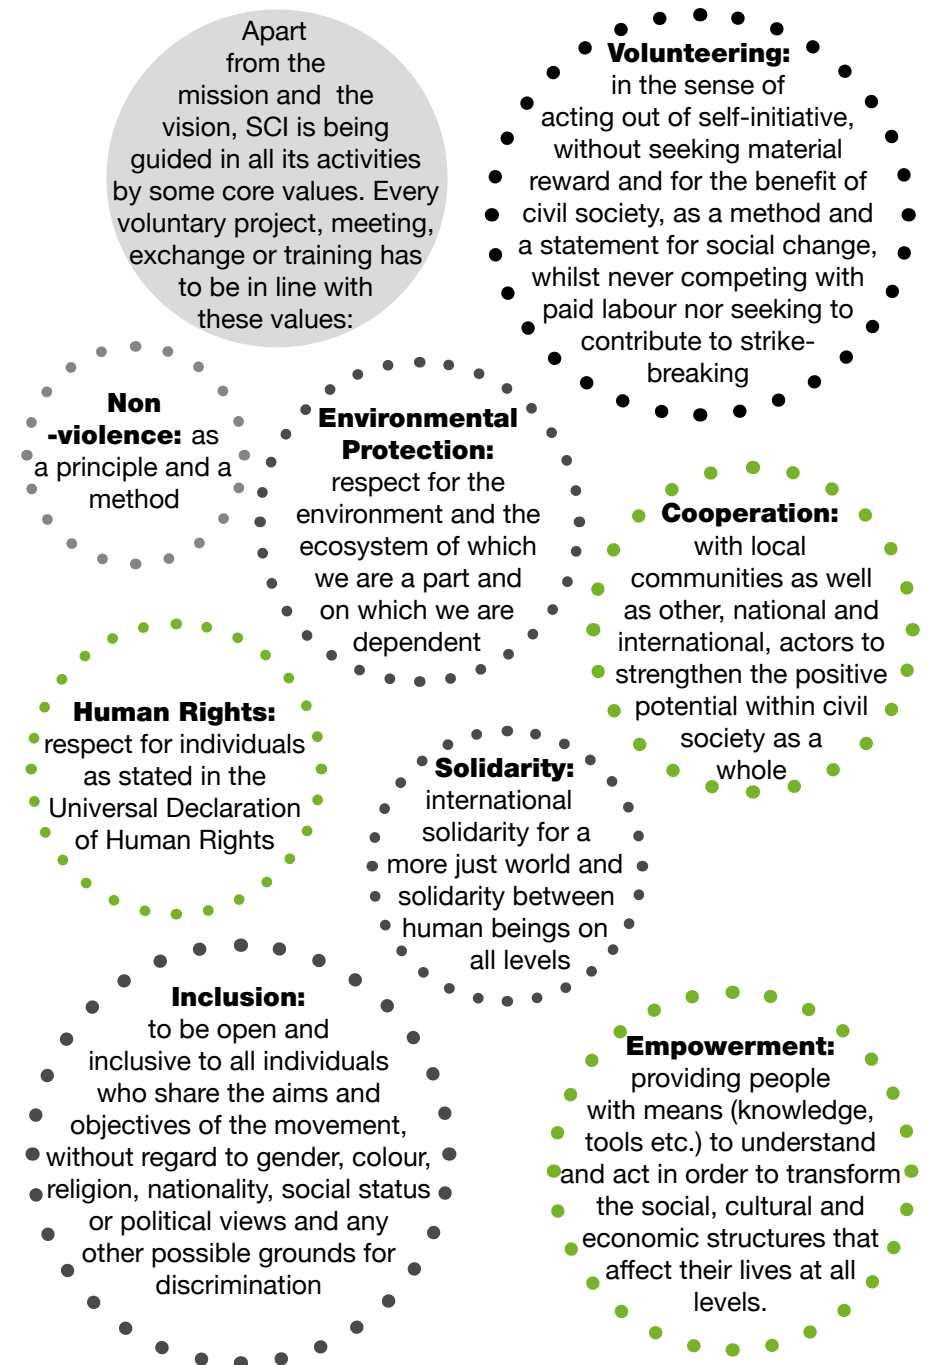 Apart
from the
mission and the
vision, SCI is being
guided in all its activities
by some core values. Every
voluntary project, meeting,
exchange or training has
to be in line with
these values:
Volunteering:
in the sense of
acting out of self-initiative,
without seeking material
reward and for the benefit of
civil society, as a method and
a statement for social change,
whilst never competing with
paid labour nor seeking to
contribute to strike-
breaking
Non
-violence: as
a principle and a
method
Environmental
Protection:
respect for the
environment and the
ecosystem of which
we are a part and
on which we are
dependent
Cooperation:
with local
communities as well
as other, national and
international, actors to
strengthen the positive
potential within civil
society as a
whole
Human Rights:
respect for individuals
as stated in the
Universal Declaration
of Human Rights
Solidarity:
international
solidarity for a
more just world and
solidarity between
human beings on
all levels
Inclusion:
to be open and
inclusive to all individuals
who share the aims and
objectives of the movement,
without regard to gender, colour,
religion, nationality, social status
or political views and any
other possible grounds for
discrimination
Empowerment:
providing people
with means (knowledge,
tools etc.) to understand
and act in order to transform
the social, cultural and
economic structures that
affect their lives at all
levels.